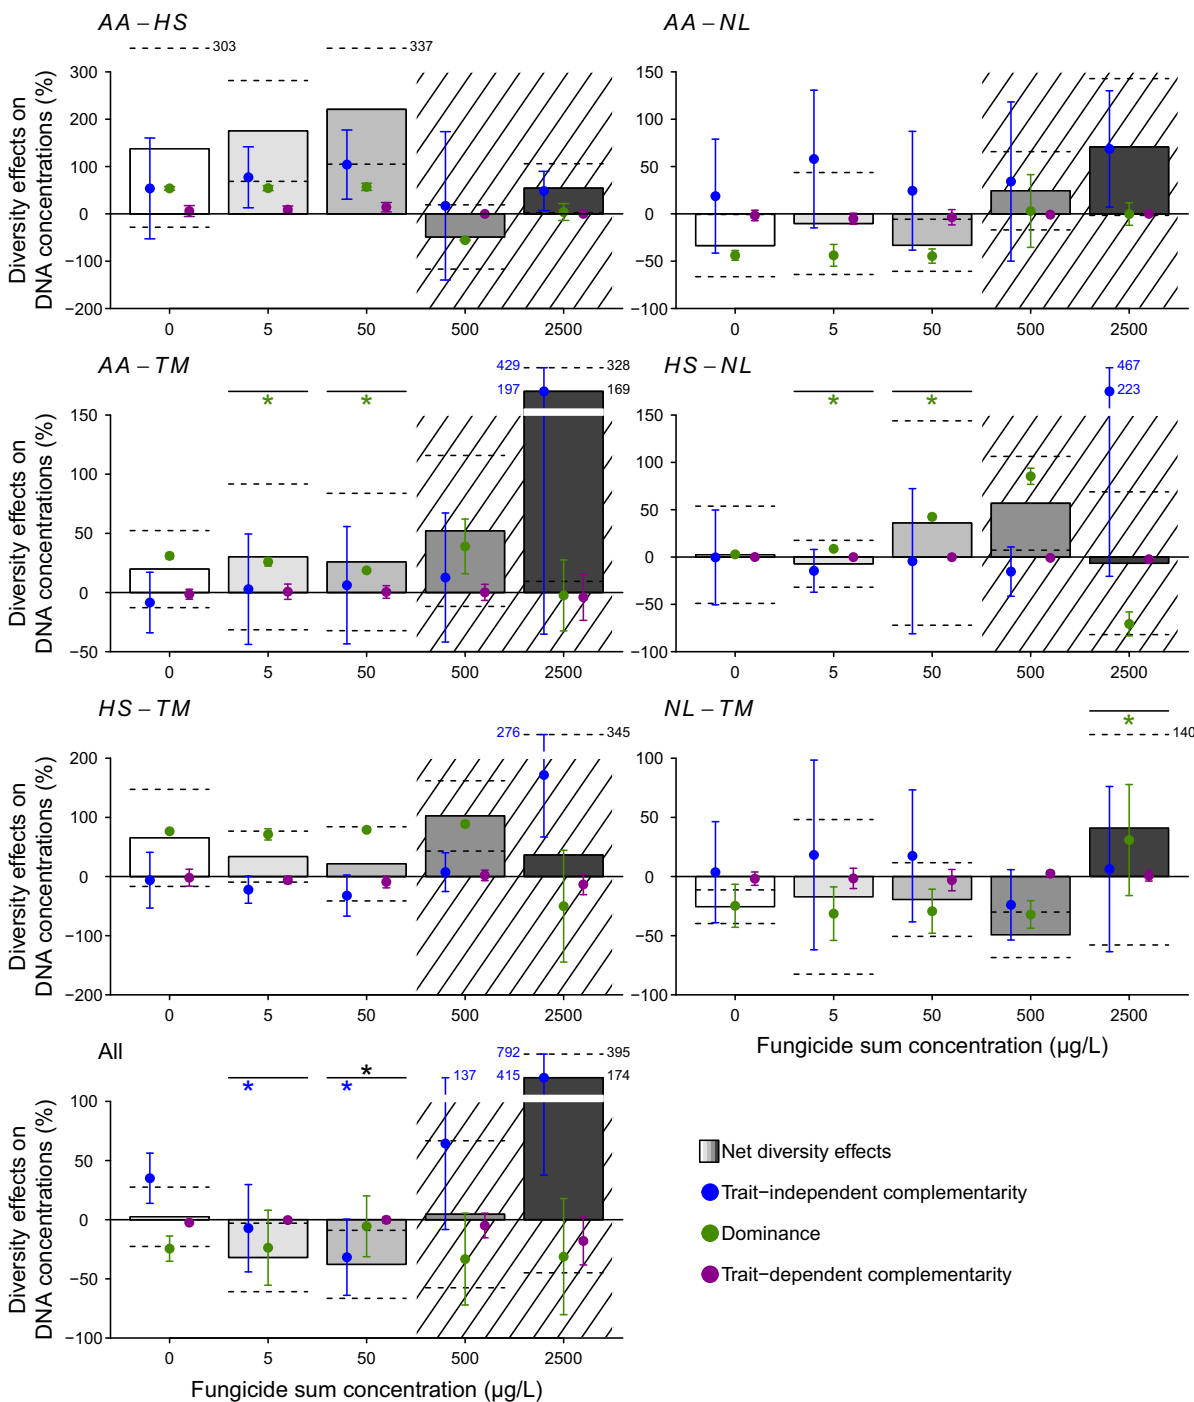 AA – HS
303
337
Diversity effects on
DNA concentrations (%)
300
200
100
0
−100
−200
0 5 50 500 2500
AA – NL
150
100
50
0
−50
−100
0 5 50 500 2500
AA – TM
* *
429 328
197 169
Diversity effects on
DNA concentrations (%)
150
100
50
0
−50
0 5 50 500 2500
HS – NL
* *
467
223
150
100
50
0
−50
−100
0 5 50 500 2500
HS – TM
276 345
Diversity effects on
DNA concentrations (%)
200
100
0
−100
−200
0 5 50 500 2500
NL – TM
*
140
100
50
0
−50
−100
0 5 50 500 2500
Fungicide sum concentration (µg/L)
All
* * *
137
792 395
415 174
Diversity effects on
DNA concentrations (%)
100
50
0
−50
−100
0 5 50 500 2500
Fungicide sum concentration (µg/L)
Net diversity effects
Trait−independent complementarity
Dominance
Trait−dependent complementarity